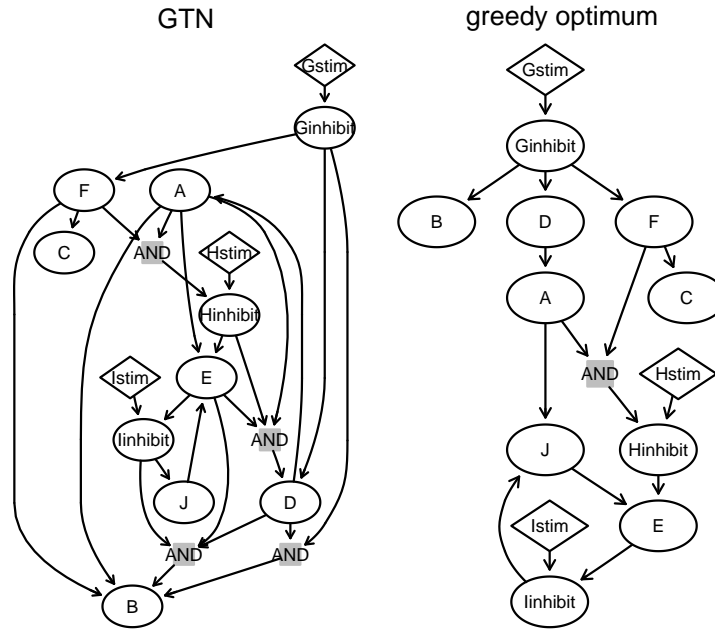 GTN
Gstim
Ginhibit
F
A
C
AND
Hstim
Hinhibit
Istim
E
Iinhibit
AND
J
D
AND
AND
B
greedy optimum
Gstim
Ginhibit
B
D
F
A
C
AND
Hstim
J
Hinhibit
Istim
E
Iinhibit